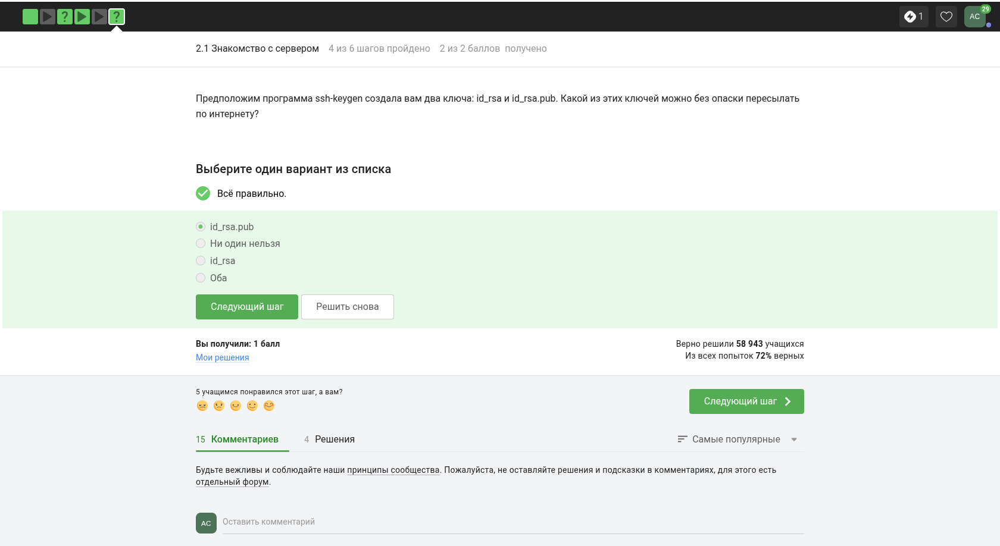 ?
?
1
AC
29
2.1 Знакомство с сервером 4 из 6 шагов пройдено 2 из 2 баллов получено
Предположим программа ssh-keygen создала вам два ключа: id_rsa и id_rsa.pub. Какой из этих ключей можно без опаски пересылать
по интернету?
Выберите один вариант из списка
Всё правильно.
id_rsa.pub
Ни один нельзя
id_rsa
Оба
Следующий шаг Решить снова
Вы получили: 1 балл
Мои решения
Верно решили 58 943 учащихся
Из всех попыток 72% верных
5 учащимся понравился этот шаг, а вам?
Следующий шаг
15 Комментариев 4 Решения Самые популярные
Будьте вежливы и соблюдайте наши принципы сообщества. Пожалуйста, не оставляйте решения и подсказки в комментариях, для этого есть
отдельный форум.
AC Оставить комментарий